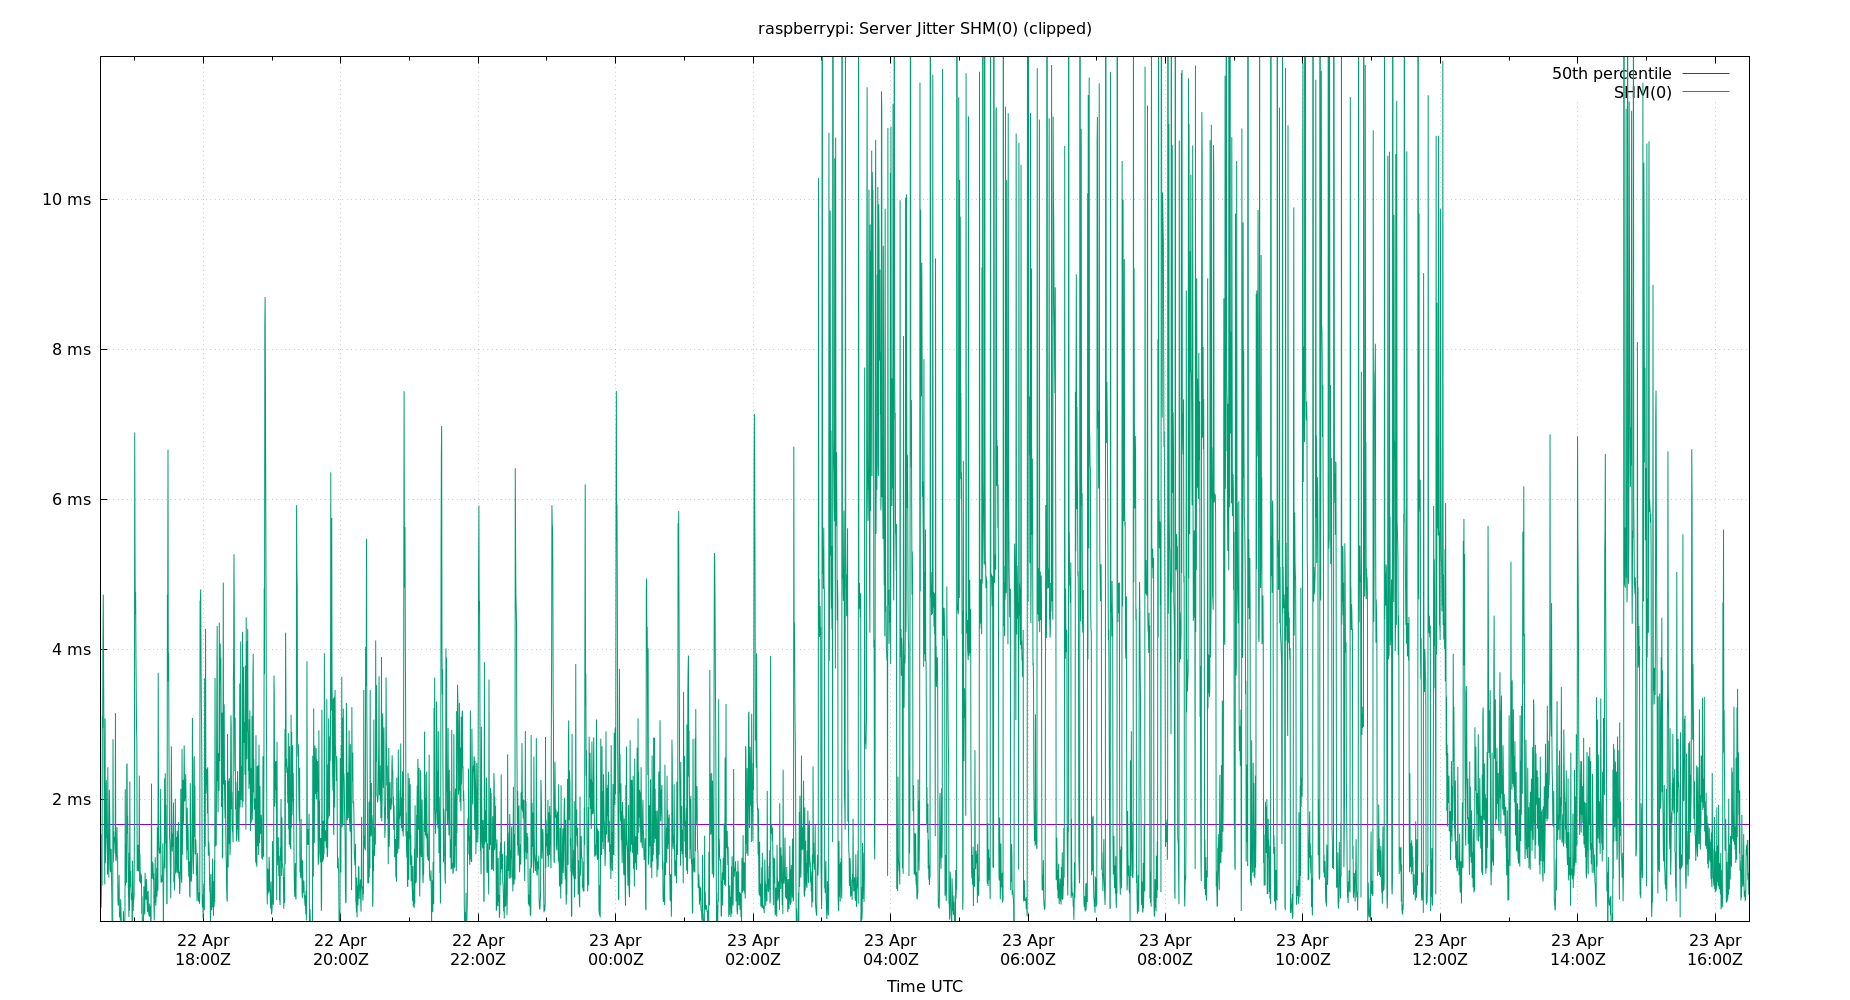 raspberrypi: Server Jitter SHM(0) (clipped)
50th percentile
SHM(0)
10 ms
8 ms
6 ms
4 ms
2 ms
22 Apr 22 Apr 22 Apr 23 Apr 23 Apr 23 Apr 23 Apr 23 Apr 23 Apr 23 Apr 23 Apr 23 Apr
18:00Z 20:00Z 22:00Z 00:00Z 02:00Z 04:00Z 06:00Z 08:00Z 10:00Z 12:00Z 14:00Z 16:00Z
Time UTC